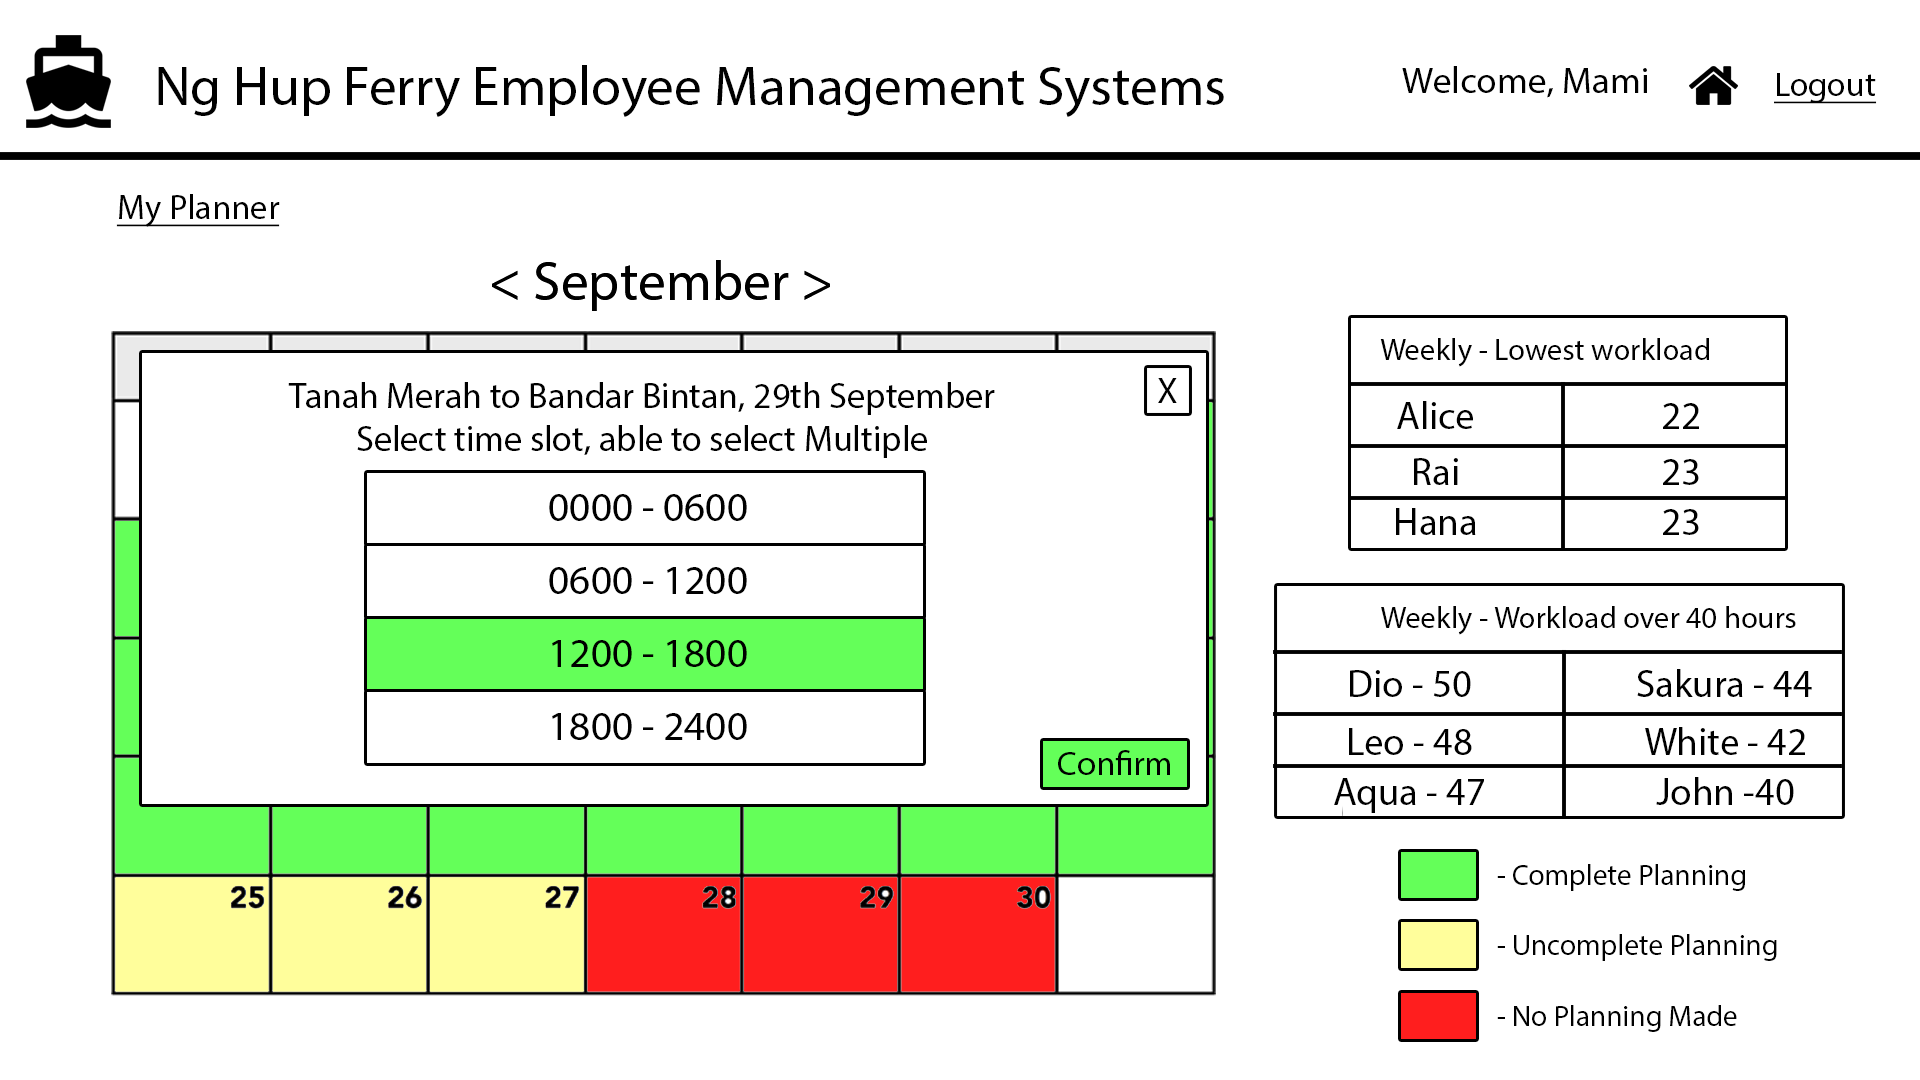 Ng Hup Ferry Employee Management Systems
Welcome, Mami
Logout
My Planner
< September >
Tanah Merah to Bandar Bintan, 29th September
X
Select time slot, able to select Multiple
0000 - 0600
0600 - 1200
1200 - 1800
1800 - 2400
Confirm
25 26 27 28 29 30
Weekly - Lowest workload
Alice 22
Rai 23
Hana 23
Weekly - Workload over 40 hours
Dio - 50 Sakura - 44
Leo - 48 White - 42
Aqua - 47 John -40
- Complete Planning
- Uncomplete Planning
- No Planning Made